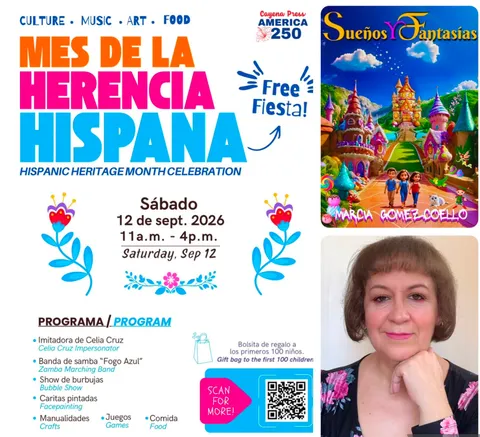 CULTURE • MUSIC • ART • FOOD
Cayena Press
AMERICA
250
MES DE LA
HERENCIA
HISPANA
HISPANIC HERITAGE MONTH CELEBRATION
Free
Fiesta!
Sábado
12 de sept. 2026
11a.m. - 4p.m.
Saturday, Sep 12
PROGRAMA / PROGRAM
• Imitadora de Celia Cruz
Celia Cruz Impersonator
• Banda de samba "Fogo Azul"
Zamba Marching Band
• Show de burbujas
Bubble Show
• Caritas pintadas
Facepainting
• Manualidades
Crafts
• Juegos
Games
• Comida
Food
Bolsita de regalo a
los primeros 100 niños.
Gift bag to the first 100 children
SCAN
FOR
MORE!
Sueños Y Fantasías
MARCIA GOMEZCOELLO